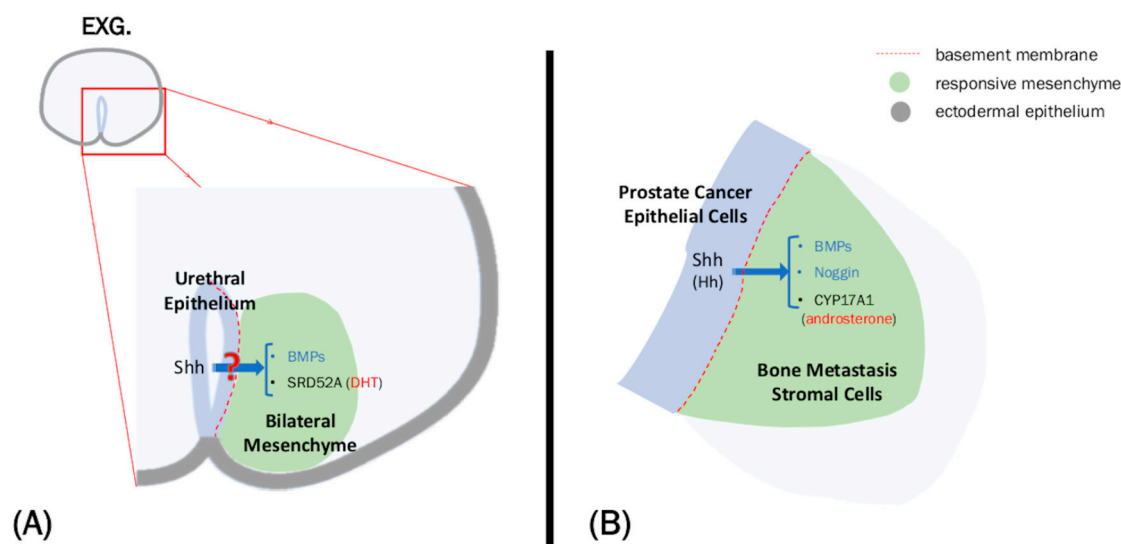 EXG.
Urethral
Epithelium
Shh
?
• BMPs
• SRD52A (DHT)
Bilateral
Mesenchyme
(A)
basement membrane
responsive mesenchyme
ectodermal epithelium
Prostate Cancer
Epithelial Cells
Shh
(Hh)
• BMPs
• Noggin
• CYP17A1
(androsterone)
Bone Metastasis
Stromal Cells
(B)